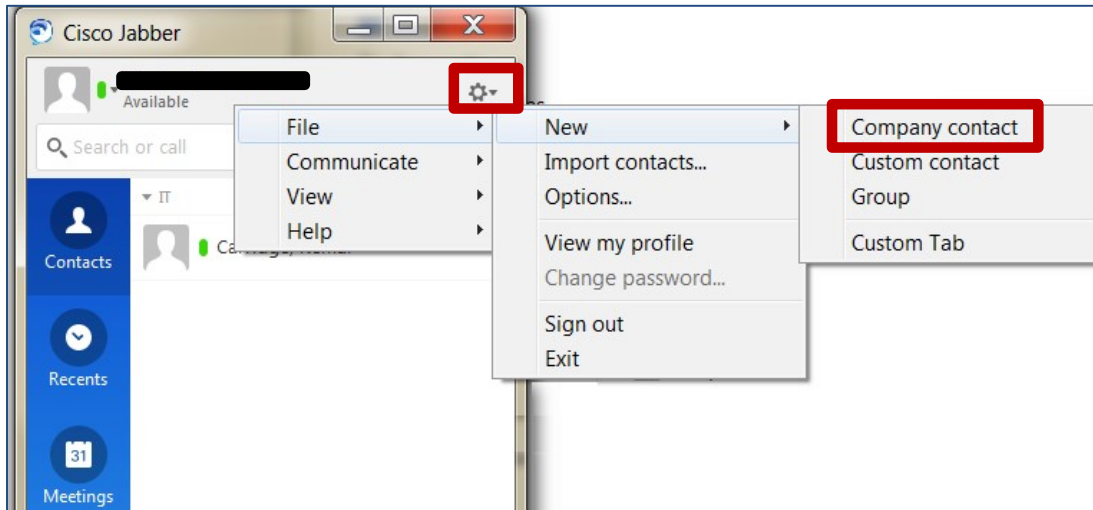 Cisco Jabber
Available
Search or call
IT
Contacts
Recents
31
Meetings
File
Communicate
View
Help
New
Import contacts...
Options...
View my profile
Change password...
Sign out
Exit
Company contact
Custom contact
Group
Custom Tab